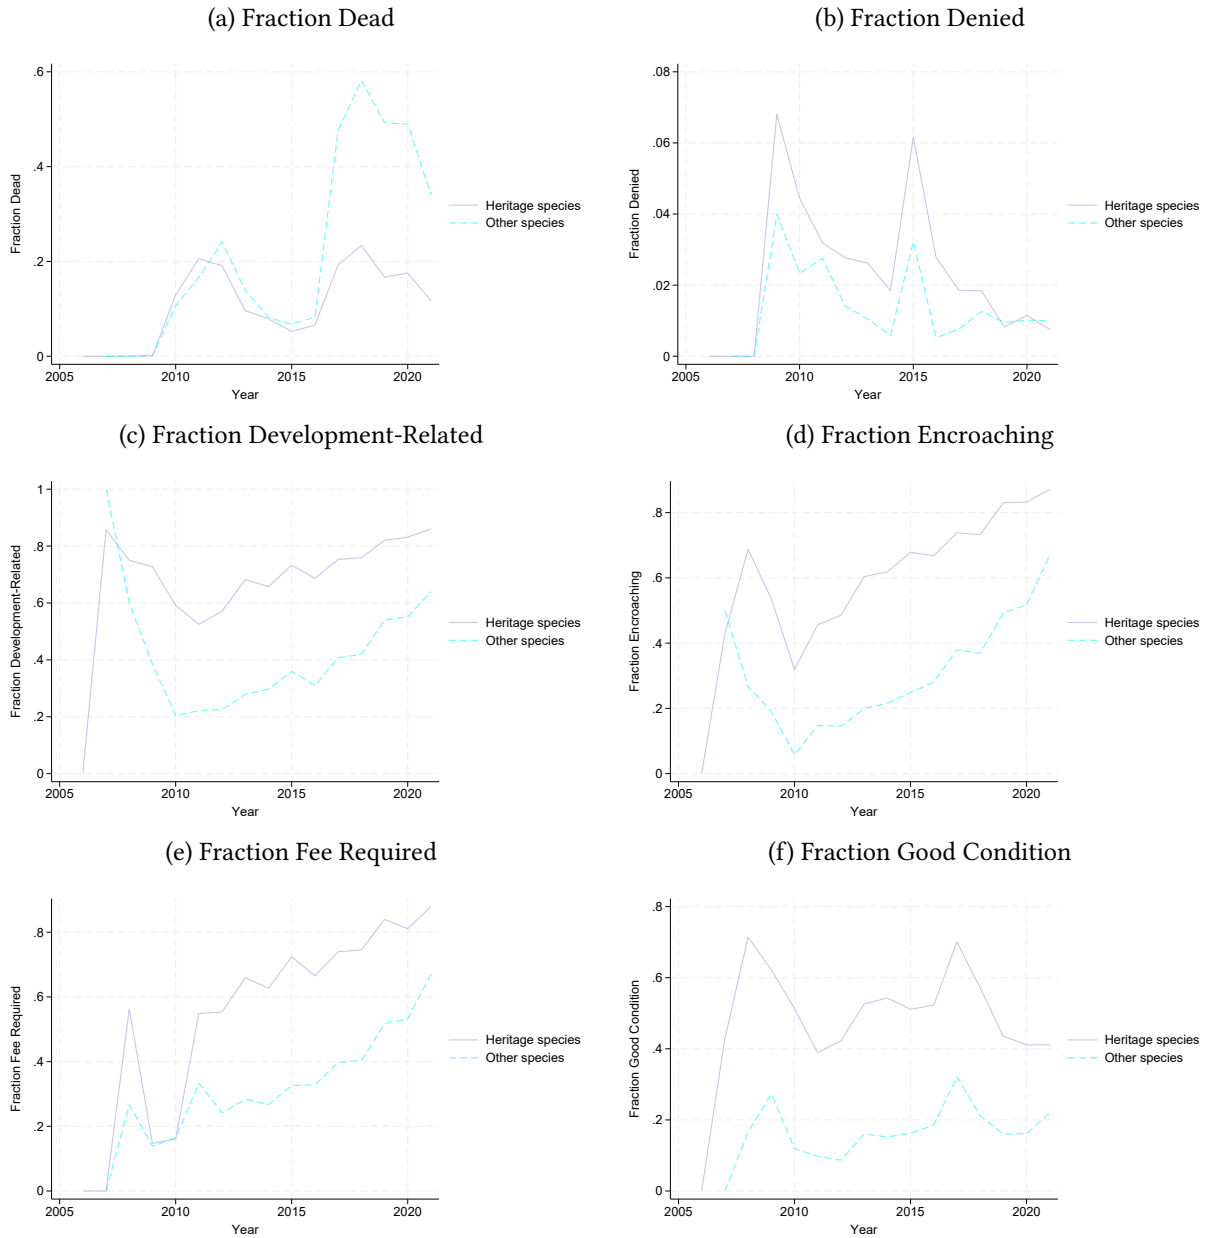 (a) Fraction Dead
Fraction Dead
.6
.4
.2
0
2005 2010 2015 2020
Year
Heritage species
Other species
(b) Fraction Denied
Fraction Denied
.08
.06
.04
.02
0
2005 2010 2015 2020
Year
Heritage species
Other species
(c) Fraction Development-Related
Fraction Development-Related
1
.8
.6
.4
.2
0
2005 2010 2015 2020
Year
Heritage species
Other species
(d) Fraction Encroaching
Fraction Encroaching
.8
.6
.4
.2
0
2005 2010 2015 2020
Year
Heritage species
Other species
(e) Fraction Fee Required
Fraction Fee Required
.8
.6
.4
.2
0
2005 2010 2015 2020
Year
Heritage species
Other species
(f) Fraction Good Condition
Fraction Good Condition
.8
.6
.4
.2
0
2005 2010 2015 2020
Year
Heritage species
Other species